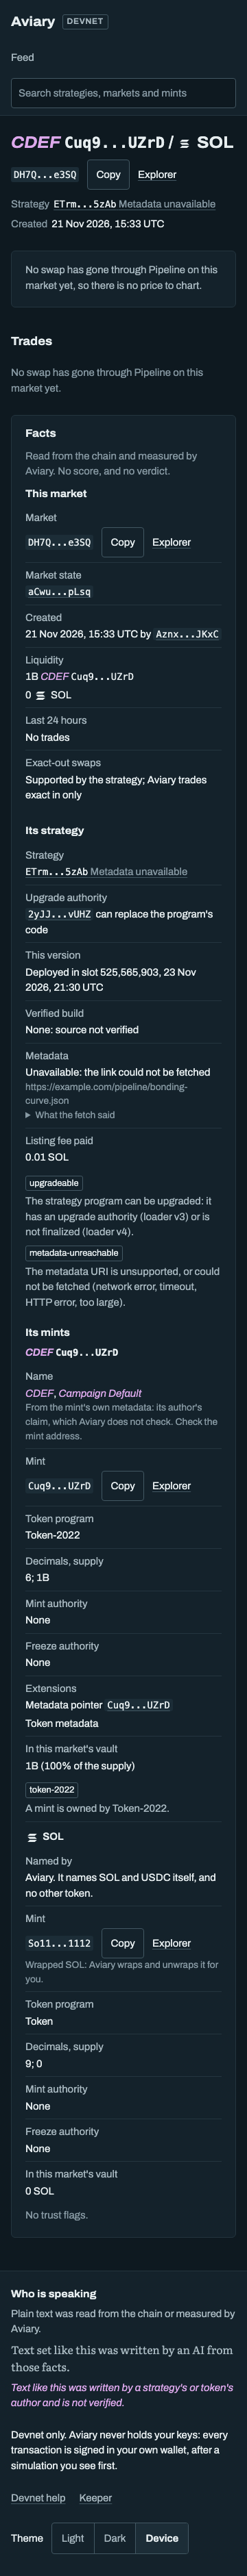 Aviary DEVNET
Feed
Search strategies, markets and mints
CDEF Cuq9...UZrD / SOL
DH7Q...e3SQ Copy Explorer
Strategy ETrm...5zAb Metadata unavailable
Created 21 Nov 2026, 15:33 UTC
No swap has gone through Pipeline on this
market yet, so there is no price to chart.
Trades
No swap has gone through Pipeline on this
market yet.
Facts
Read from the chain and measured by
Aviary. No score, and no verdict.
This market
Market
DH7Q...e3SQ Copy Explorer
Market state
aCwu...pLsq
Created
21 Nov 2026, 15:33 UTC by Aznx...JKxC
Liquidity
1B CDEF Cuq9...UZrD
0 SOL
Last 24 hours
No trades
Exact-out swaps
Supported by the strategy; Aviary trades
exact in only
Its strategy
Strategy
ETrm...5zAb Metadata unavailable
Upgrade authority
2yJJ...vUHZ can replace the program's
code
This version
Deployed in slot 525,565,903, 23 Nov
2026, 21:30 UTC
Verified build
None: source not verified
Metadata
Unavailable: the link could not be fetched
https://example.com/pipeline/bonding-
curve.json
▶ What the fetch said
Listing fee paid
0.01 SOL
upgradeable
The strategy program can be upgraded: it
has an upgrade authority (loader v3) or is
not finalized (loader v4).
metadata-unreachable
The metadata URI is unsupported, or could
not be fetched (network error, timeout,
HTTP error, too large).
Its mints
CDEF Cuq9...UZrD
Name
CDEF, Campaign Default
From the mint's own metadata: its author's
claim, which Aviary does not check. Check the
mint address.
Mint
Cuq9...UZrD Copy Explorer
Token program
Token-2022
Decimals, supply
6; 1B
Mint authority
None
Freeze authority
None
Extensions
Metadata pointer Cuq9...UZrD
Token metadata
In this market's vault
1B (100% of the supply)
token-2022
A mint is owned by Token-2022.
SOL
Named by
Aviary. It names SOL and USDC itself, and
no other token.
Mint
So11...1112 Copy Explorer
Wrapped SOL: Aviary wraps and unwraps it for
you.
Token program
Token
Decimals, supply
9; 0
Mint authority
None
Freeze authority
None
In this market's vault
0 SOL
No trust flags.
Who is speaking
Plain text was read from the chain or measured by
Aviary.
Text set like this was written by an AI from
those facts.
Text like this was written by a strategy's or token's
author and is not verified.
Devnet only. Aviary never holds your keys: every
transaction is signed in your own wallet, after a
simulation you see first.
Devnet help Keeper
Theme Light Dark Device